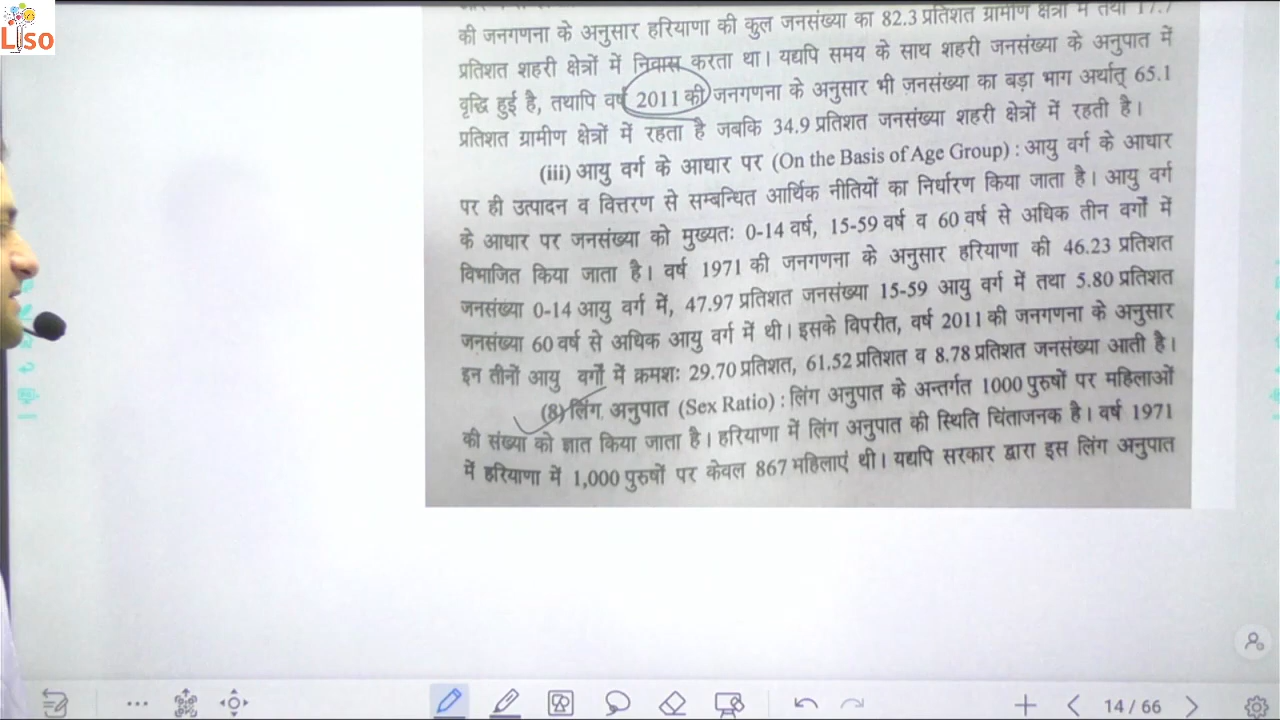 Liso
की जनगणना के अनुसार हरियाणा की कुल जनसंख्या का 82.3 प्रतिशत ग्रामीण क्षेत्रों में तथा 17.7
प्रतिशत शहरी क्षेत्रों में निवास करता था। यद्यपि समय के साथ शहरी जनसंख्या के अनुपात में
वृद्धि हुई है, तथापि वर्ष 2011 की जनगणना के अनुसार भी जनसंख्या का बड़ा भाग अर्थात् 65.1
प्रतिशत ग्रामीण क्षेत्रों में रहता है जबकि 34.9 प्रतिशत जनसंख्या शहरी क्षेत्रों में रहती है।
(iii) आयु वर्ग के आधार पर (On the Basis of Age Group) : आयु वर्ग के आधार
पर ही उत्पादन व वित्तरण से सम्बन्धित आर्थिक नीतियों का निर्धारण किया जाता है। आयु वर्ग
के आधार पर जनसंख्या को मुख्यतः 0-14 वर्ष, 15-59 वर्ष व 60 वर्ष से अधिक तीन वर्गों में
विभाजित किया जाता है। वर्ष 1971 की जनगणना के अनुसार हरियाणा की 46.23 प्रतिशत
जनसंख्या 0-14 आयु वर्ग में, 47.97 प्रतिशत जनसंख्या 15-59 आयु वर्ग में तथा 5.80 प्रतिशत
जनसंख्या 60 वर्ष से अधिक आयु वर्ग में थी। इसके विपरीत, वर्ष 2011 की जनगणना के अनुसार
इन तीनों आयु वर्गों में क्रमशः 29.70 प्रतिशत, 61.52 प्रतिशत व 8.78 प्रतिशत जनसंख्या आती है।
(8) लिंग अनुपात (Sex Ratio) : लिंग अनुपात के अन्तर्गत 1000 पुरुषों पर महिलाओं
की संख्या को ज्ञात किया जाता है। हरियाणा में लिंग अनुपात की स्थिति चिंताजनक है। वर्ष 1971
में हरियाणा में 1,000 पुरुषों पर केवल 867 महिलाएं थी। यद्यपि सरकार द्वारा इस लिंग अनुपात
14 / 66